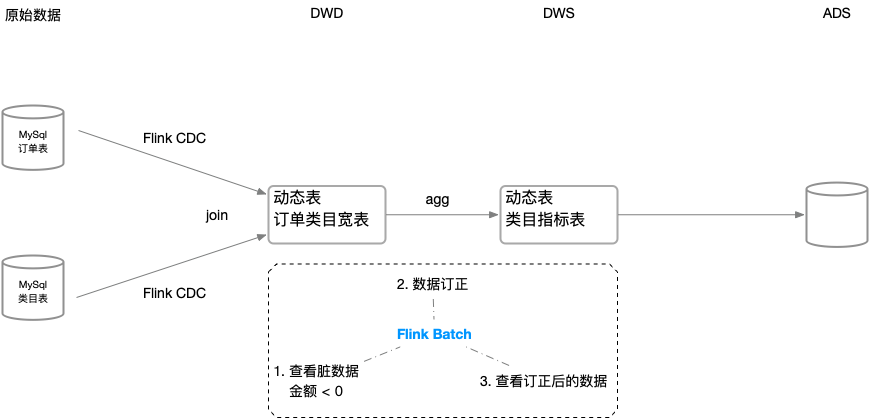 原始数据
DWD
DWS
ADS
MySql
订单表
Flink CDC
join
动态表
订单类目宽表
agg
动态表
类目指标表
MySql
类目表
Flink CDC
2. 数据订正
Flink Batch
1. 查看脏数据
金额 < 0
3. 查看订正后的数据